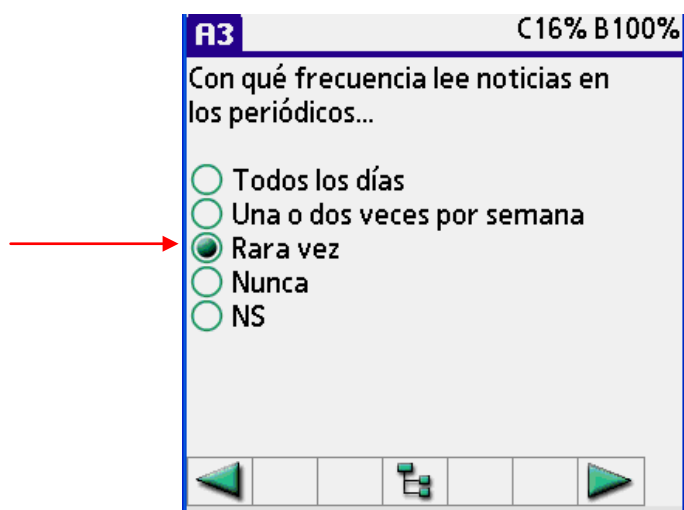 A3 C16% B100%
Con qué frecuencia lee noticias en
los periódicos...
Todos los días
Una o dos veces por semana
Rara vez
Nunca
NS